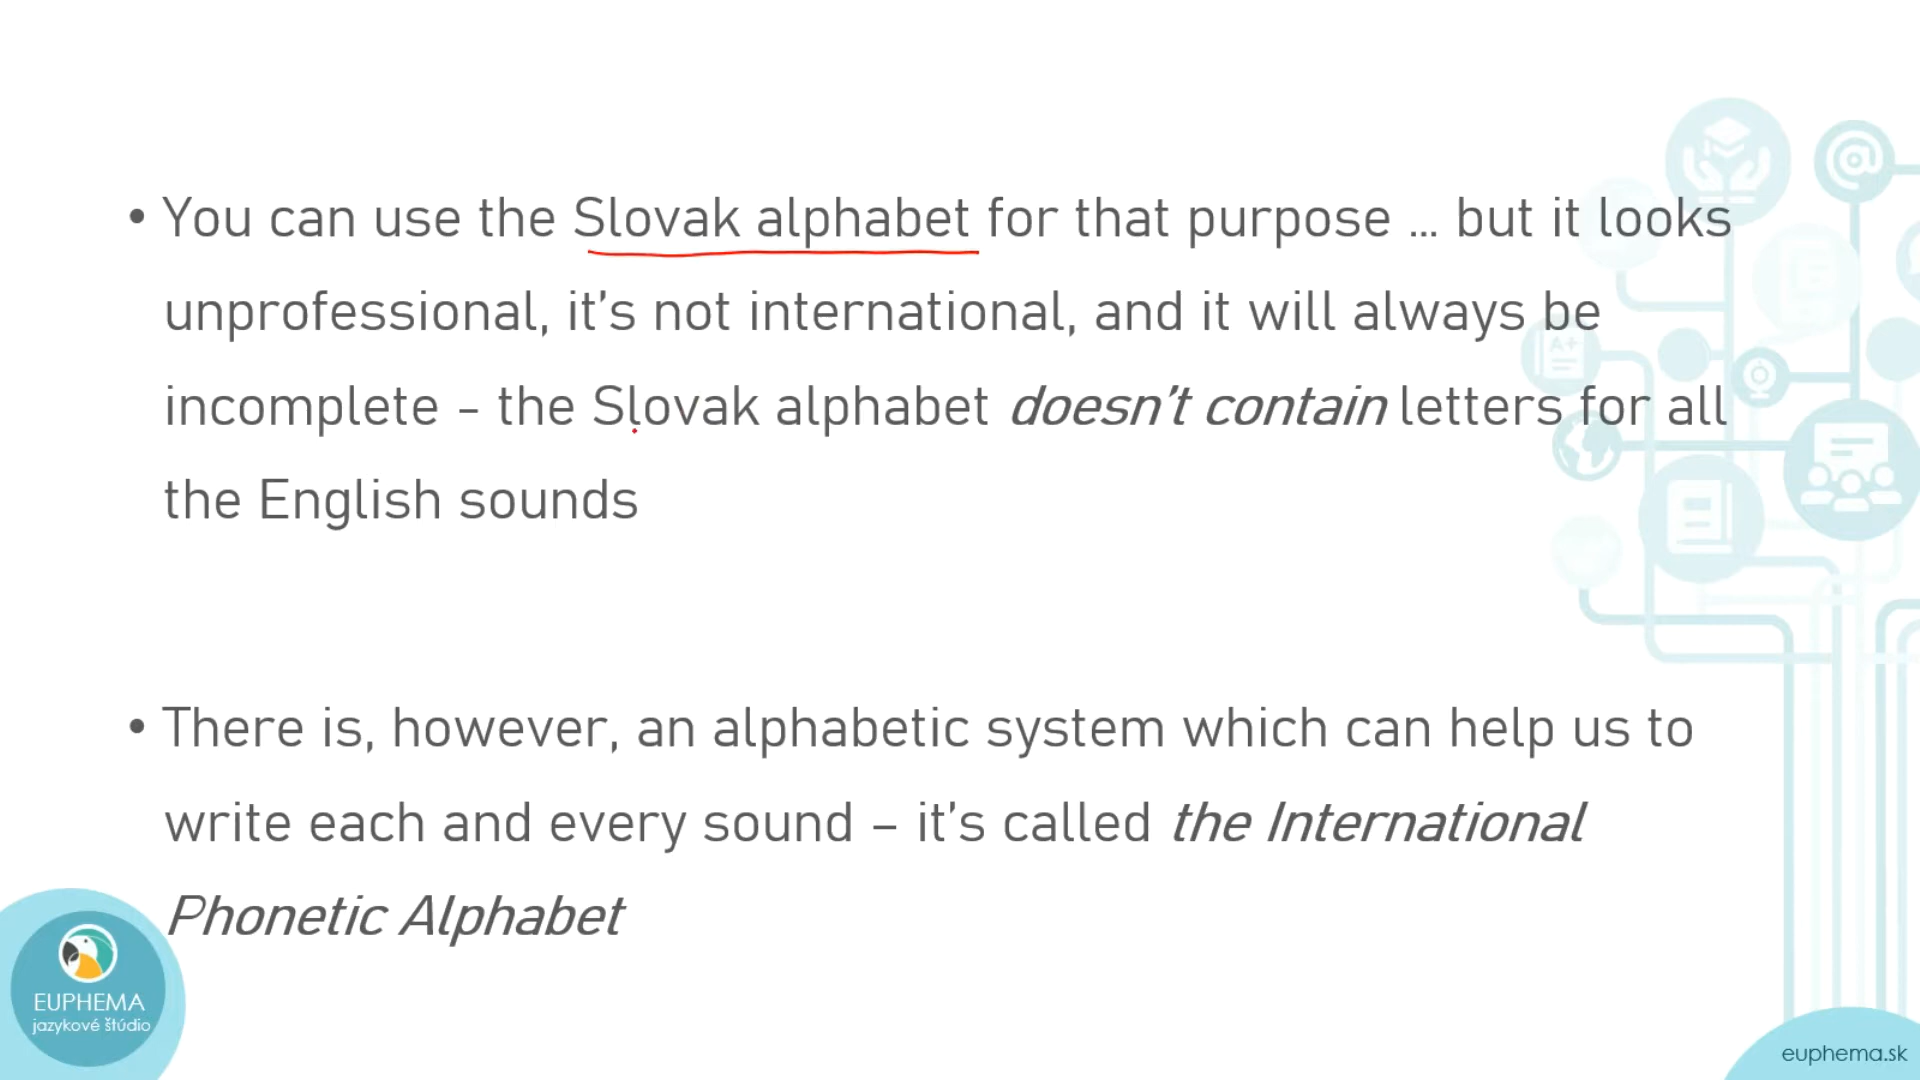 • You can use the Slovak alphabet for that purpose ... but it looks
unprofessional, it's not international, and it will always be
incomplete - the Slovak alphabet doesn't contain letters for all
the English sounds
• There is, however, an alphabetic system which can help us to
write each and every sound – it's called the International
Phonetic Alphabet
EUPHEMA
jazykové štúdio
euphema.sk